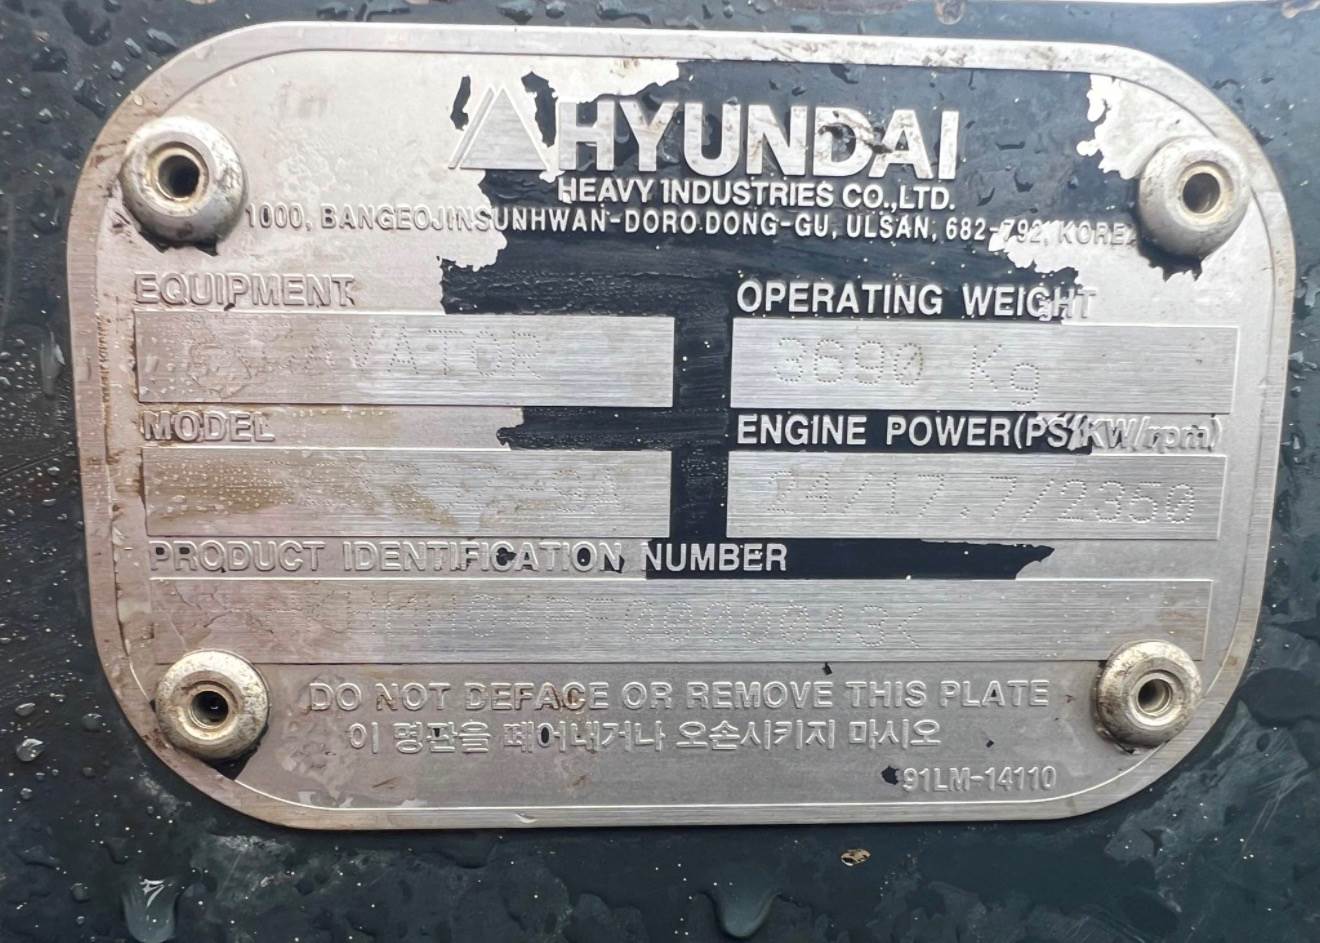 HYUNDAI
HEAVY INDUSTRIES CO.,LTD.
1000, BANGEOJINSUNHWAN-DORO DONG-GU, ULSAN, 682-792, KOREA
EQUIPMENT
OPERATING WEIGHT
3690 Kg
MODEL
ENGINE POWER(PS/KW/rpm)
24/17.7/2350
PRODUCT IDENTIFICATION NUMBER
DO NOT DEFACE OR REMOVE THIS PLATE
이 명판을 떼어내거나 오손시키지 마시오
91LM-14110